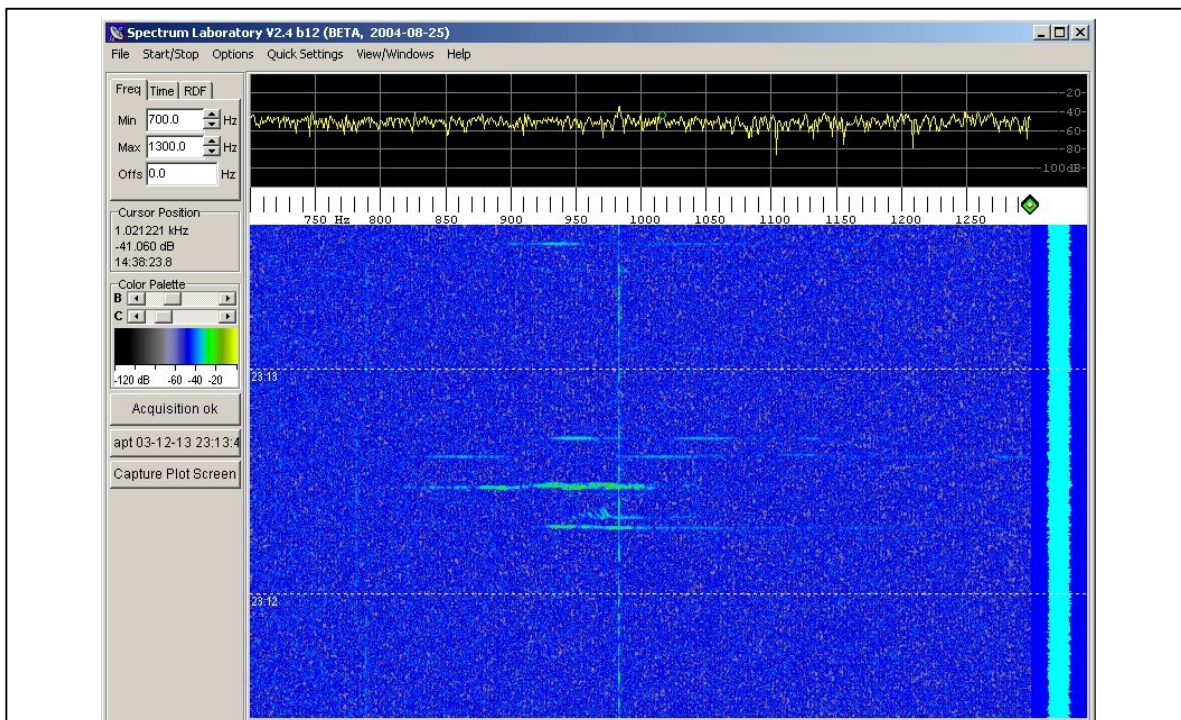 Spectrum Laboratory V2.4 b12 (BETA, 2004-08-25)
File Start/Stop Options Quick Settings View/Windows Help
Freq Time RDF
Min 700.0 Hz
Max 1300.0 Hz
Offs 0.0 Hz
Cursor Position
1.021221 kHz
-41.060 dB
14:38:23.8
Color Palette
B
C
-120 dB -60 -40 -20
Acquisition ok
apt 03-12-13 23:13:4
Capture Plot Screen
-20-
-40-
-60-
-80-
-100dB-
750 Hz 800 850 900 950 1000 1050 1100 1150 1200 1250
23:13
23:12